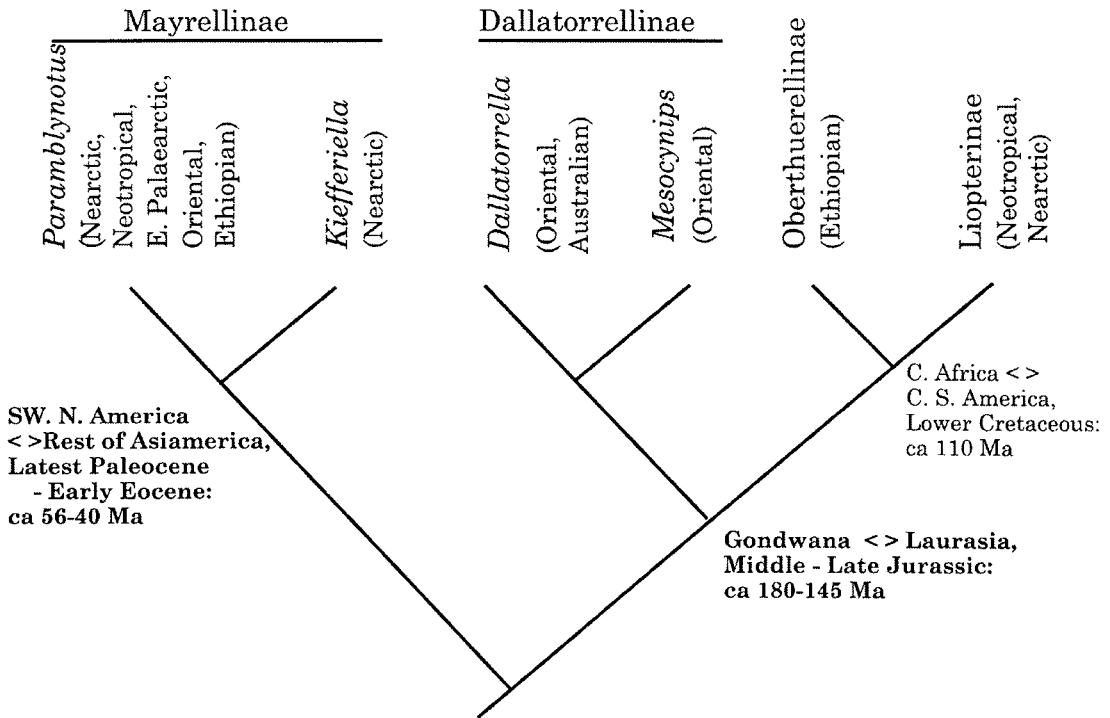 Mayrellinae
Dallatorrellinae
Paramblynotus
(Nearctic,
Neotropical,
E. Palaearctic,
Oriental,
Ethiopian)
Kiefferiella
(Nearctic)
Dallatorrella
(Oriental,
Australian)
Mesocynips
(Oriental)
Oberthuerellinae
(Ethiopian)
Liopterinae
(Neotropical,
Nearctic)
SW. N. America
< >Rest of Asiamerica,
Latest Paleocene
- Early Eocene:
ca 56-40 Ma
C. Africa < >
C. S. America,
Lower Cretaceous:
ca 110 Ma
Gondwana < > Laurasia,
Middle - Late Jurassic:
ca 180-145 Ma